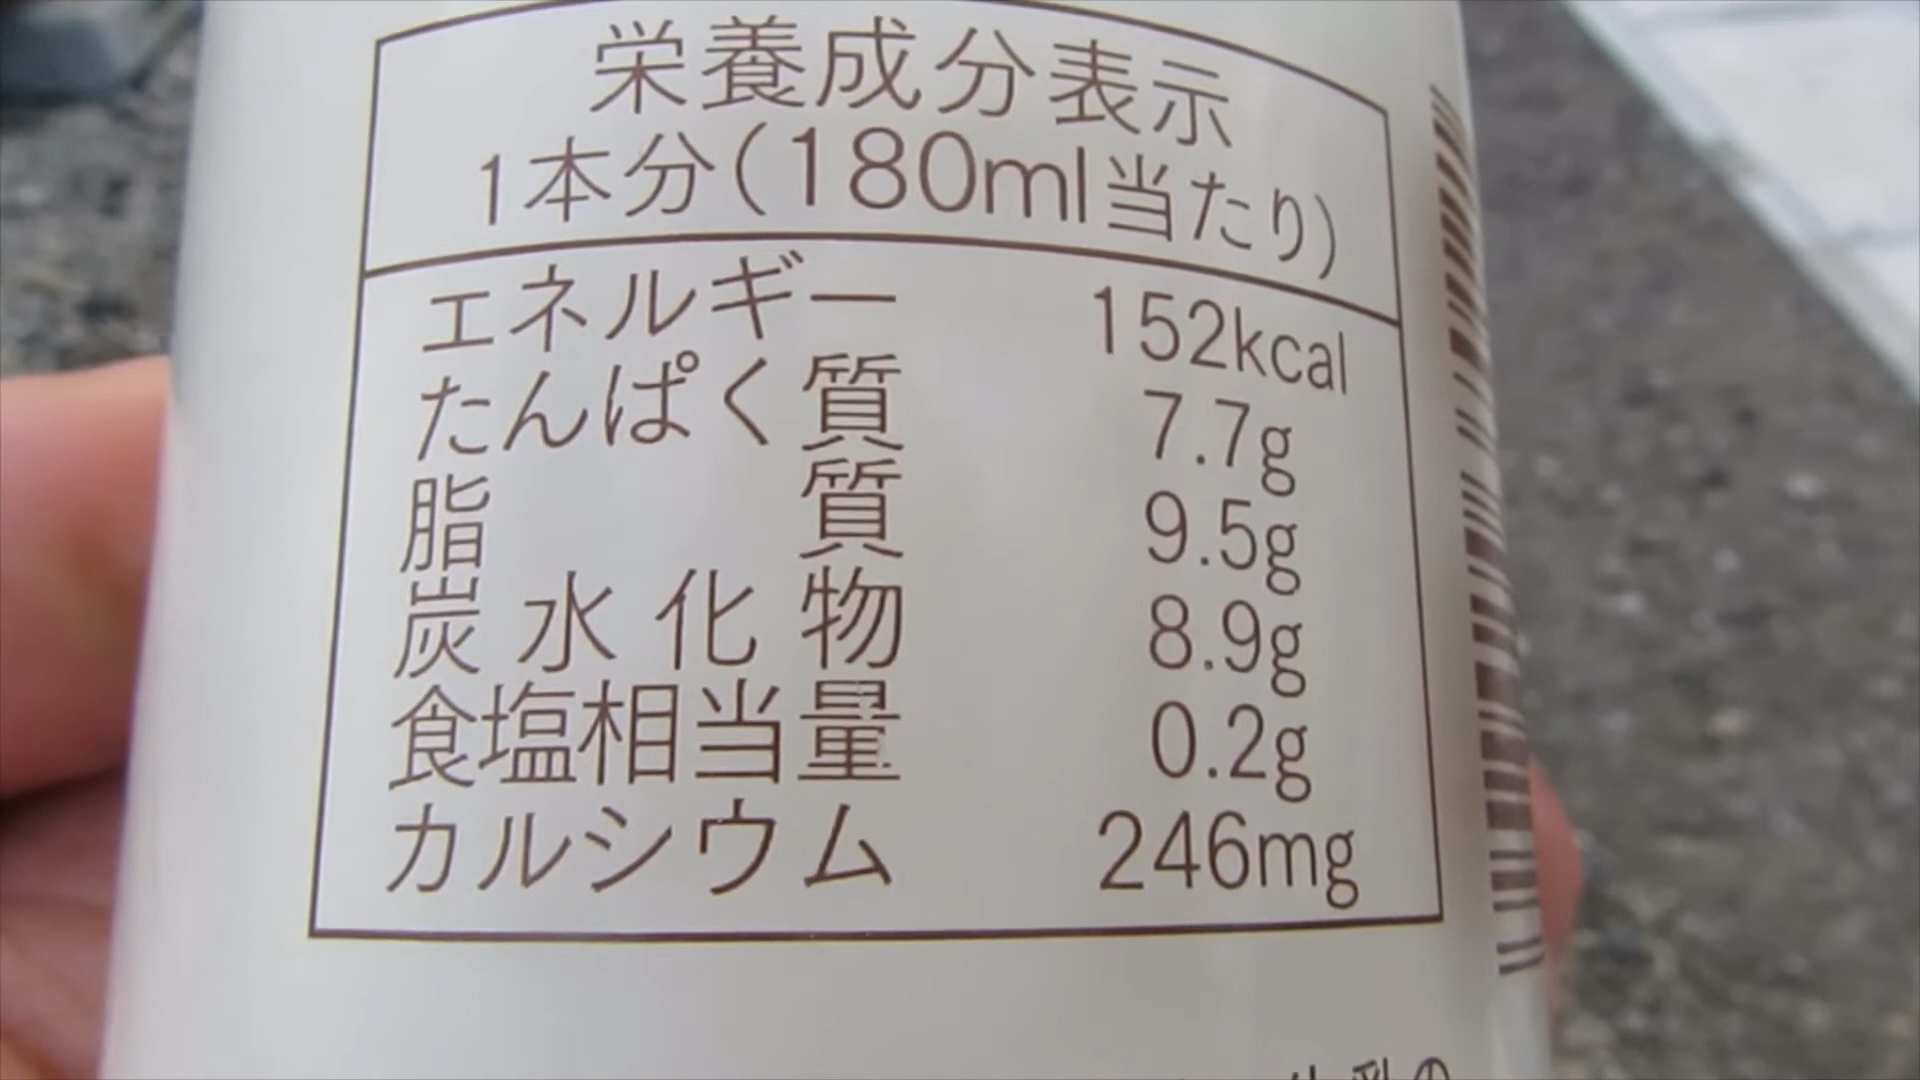 栄養成分表示
1本分(180ml当たり)
エネルギー 152kcal
たんぱく質 7.7g
脂質 9.5g
炭水化物 8.9g
食塩相当量 0.2g
カルシウム 246mg